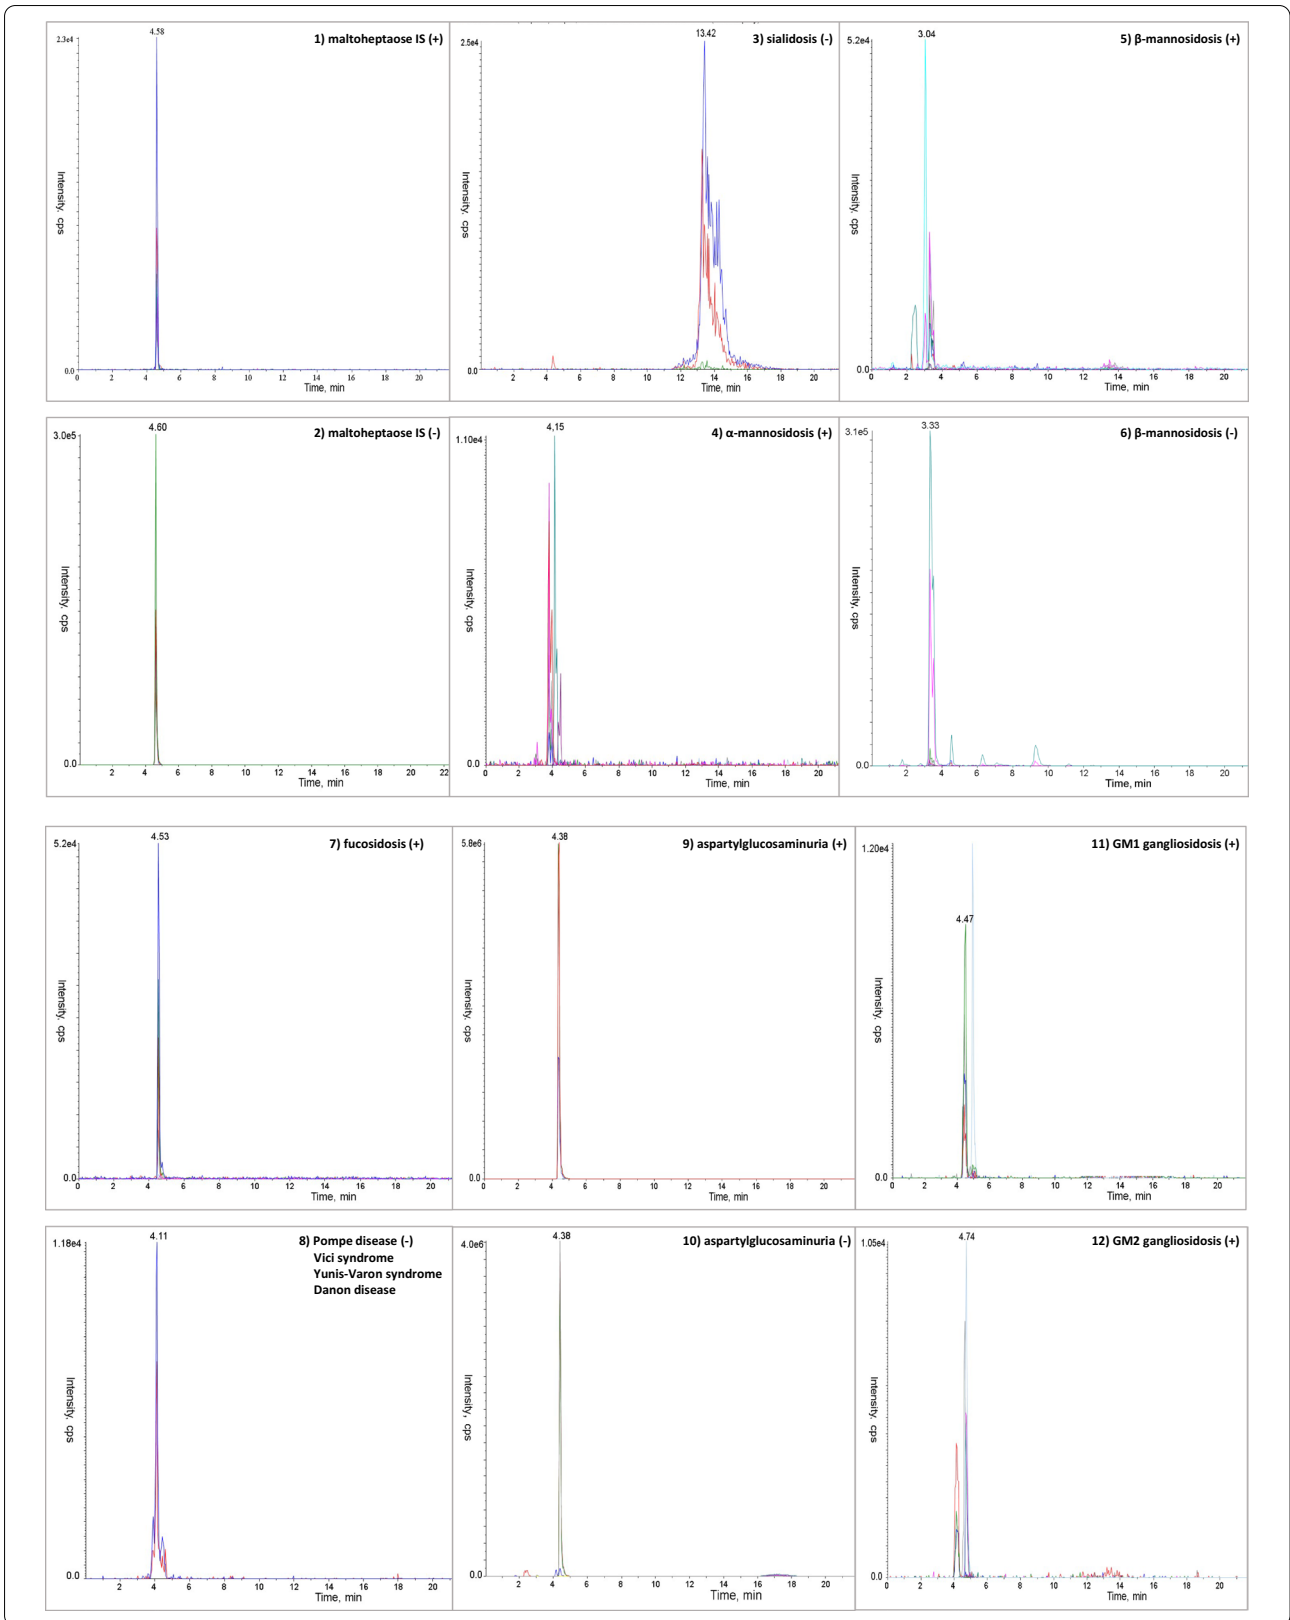 1) maltoheptaose IS (+)
4.58
2.3e4
Intensity, cps
0.0
0 2 4 6 8 10 12 14 16 18 20 22
Time, min
3) sialidosis (-)
13.42
2.5e4
Intensity, cps
0.0
2 4 6 8 10 12 14 16 18 20
Time, min
5) β-mannosidosis (+)
3.04
5.2e4
Intensity, cps
0.0
0 2 4 6 8 10 12 14 16 18 20
Time, min
2) maltoheptaose IS (-)
4.60
3.0e5
Intensity, cps
0.0
2 4 6 8 10 12 14 16 18 20 22
Time, min
4) α-mannosidosis (+)
4,15
1.10e4
Intensity, cps
0.0
0 2 4 6 8 10 12 14 16 18 20
Time, min
6) β-mannosidosis (-)
3.33
3.1e5
Intensity, cps
0.0
2 4 6 8 10 12 14 16 18 20
Time, min
7) fucosidosis (+)
4.53
5.2e4
Intensity, cps
0.0
0 2 4 6 8 10 12 14 16 18 20
Time, min
9) aspartylglucosaminuria (+)
4.38
5.8e6
Intensity, cps
0.0
0 2 4 6 8 10 12 14 16 18 20
Time, min
11) GM1 gangliosidosis (+)
4.47
1.20e4
Intensity, cps
0.0
0 2 4 6 8 10 12 14 16 18 20
Time, min
8) Pompe disease (-)
Vici syndrome
Yunis-Varon syndrome
Danon disease
4.11
1.18e4
Intensity, cps
0.0
2 4 6 8 10 12 14 16 18 20
Time, min
10) aspartylglucosaminuria (-)
4.38
4.0e6
Intensity, cps
0.0
2 4 6 8 10 12 14 16 18 20
Time, min
12) GM2 gangliosidosis (+)
4.74
1.05e4
Intensity, cps
0.0
0 2 4 6 8 10 12 14 16 18 20
Time, min